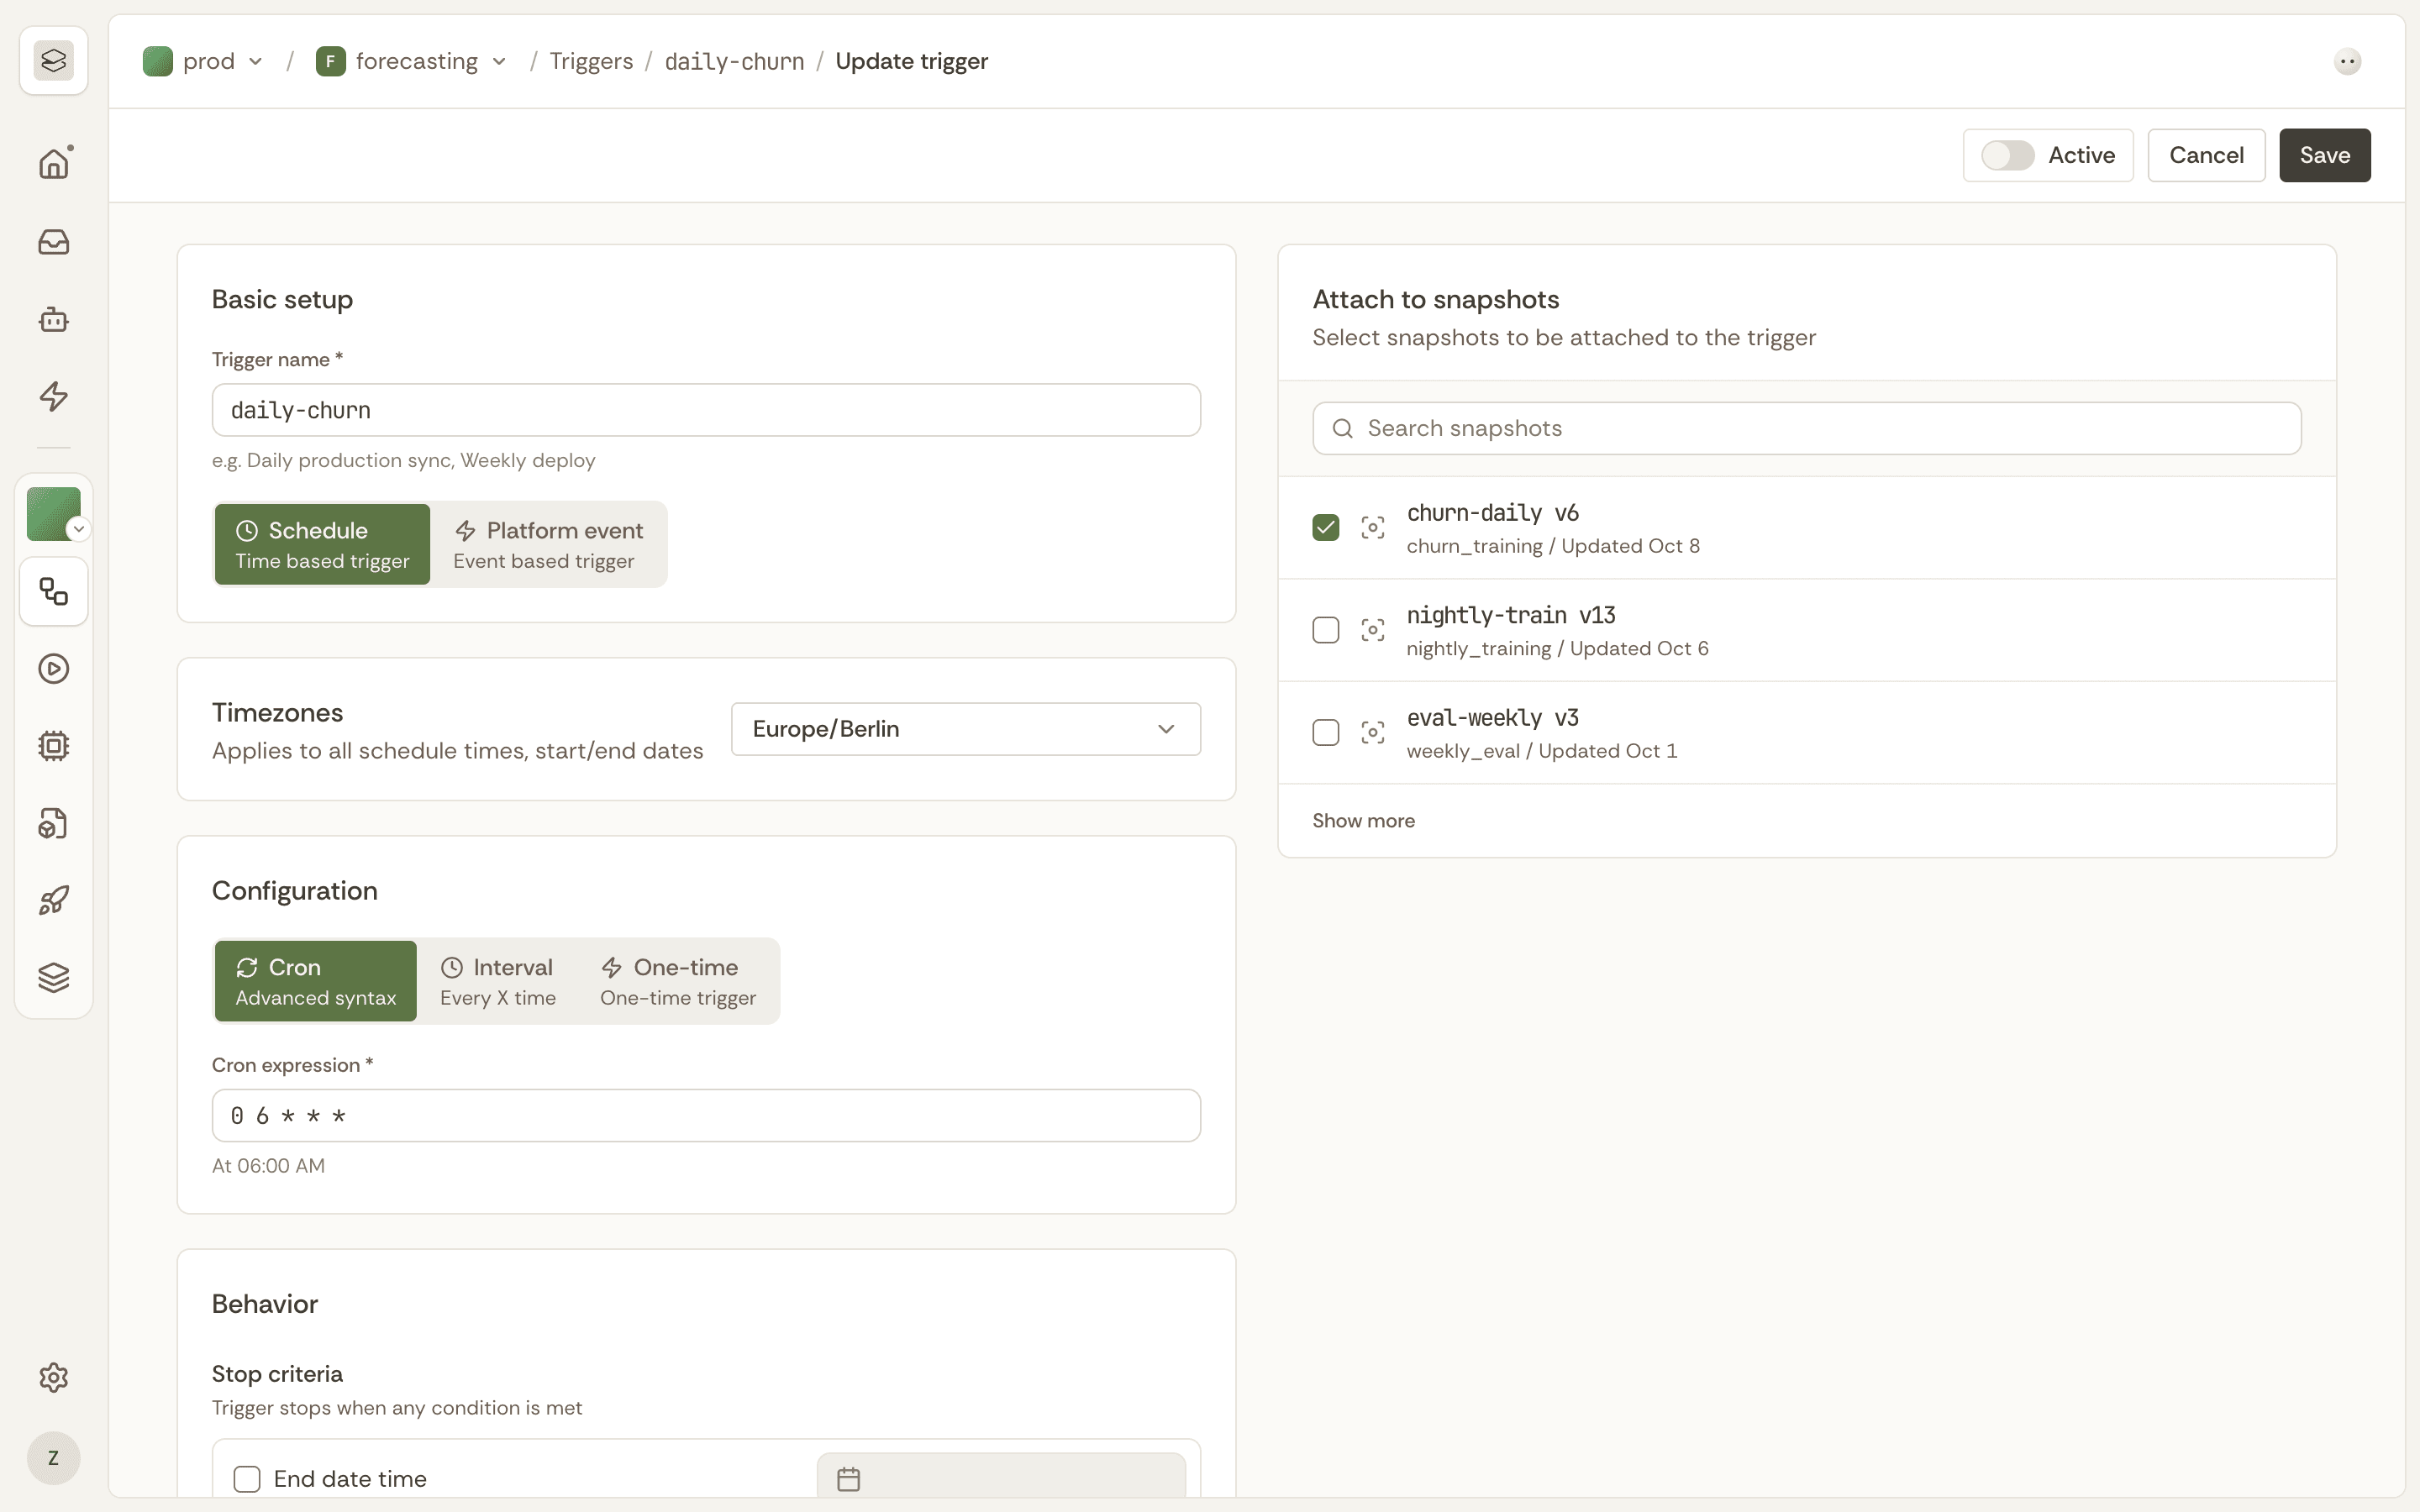 prod / F forecasting / Triggers / daily-churn / Update trigger
Active Cancel Save
Basic setup
Trigger name *
daily-churn
e.g. Daily production sync, Weekly deploy
Schedule
Time based trigger
Platform event
Event based trigger
Timezones
Applies to all schedule times, start/end dates
Europe/Berlin
Configuration
Cron
Advanced syntax
Interval
Every X time
One-time
One-time trigger
Cron expression *
0 6 * * *
At 06:00 AM
Behavior
Stop criteria
Trigger stops when any condition is met
End date time
Attach to snapshots
Select snapshots to be attached to the trigger
Search snapshots
churn-daily v6
churn_training / Updated Oct 8
nightly-train v13
nightly_training / Updated Oct 6
eval-weekly v3
weekly_eval / Updated Oct 1
Show more
Z